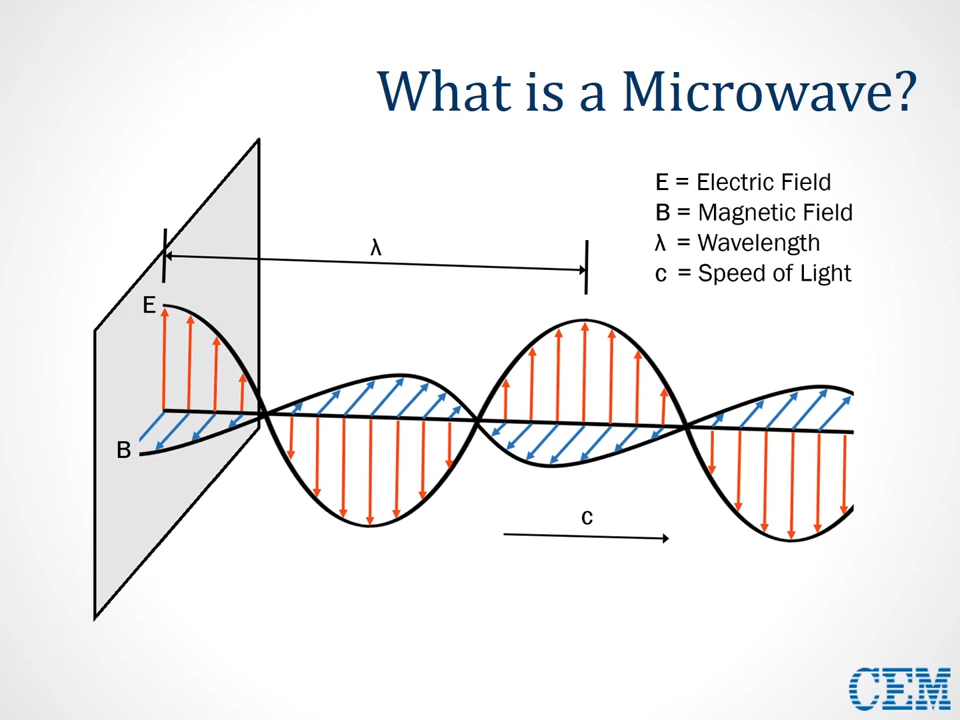 What is a Microwave?
E = Electric Field
B = Magnetic Field
λ = Wavelength
c = Speed of Light
λ
E
B
c
CEM